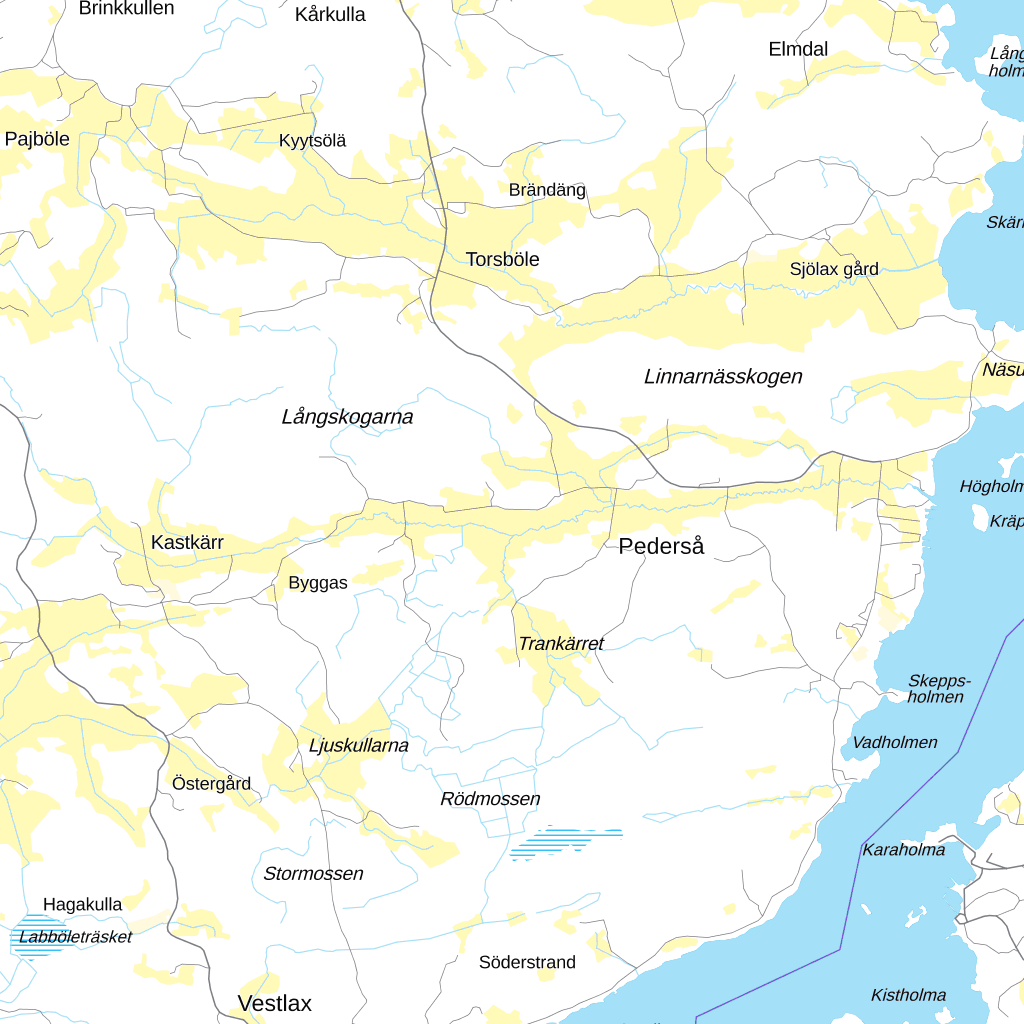 Brinkkullen
Kårkulla
Elmdal
Pajböle
Kyytsölä
Brändäng
Torsböle
Sjölax gård
Linnarnässkogen
Långskogarna
Kastkärr
Byggas
Pederså
Trankärret
Skepps-
holmen
Vadholmen
Ljuskullarna
Östergård
Rödmossen
Stormossen
Karaholma
Hagakulla
Labböleträsket
Söderstrand
Vestlax
Kistholma